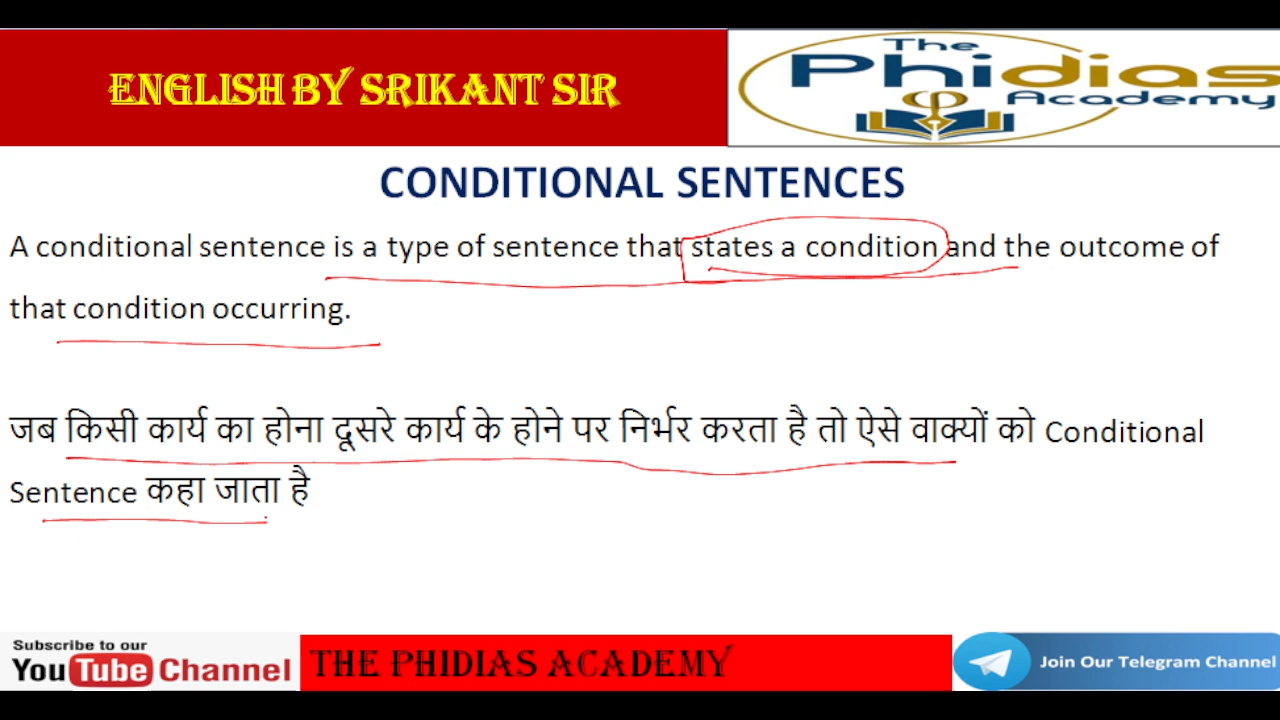 ENGLISH BY SRIKANT SIR
The
Phidias
Academy
CONDITIONAL SENTENCES
A conditional sentence is a type of sentence that states a condition and the outcome of
that condition occurring.
जब किसी कार्य का होना दूसरे कार्य के होने पर निर्भर करता है तो ऐसे वाक्यों को Conditional
Sentence कहा जाता है
Subscribe to our
YouTube Channel
THE PHIDIAS ACADEMY
Join Our Telegram Channel